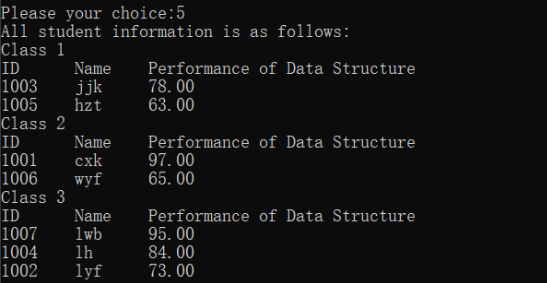 Please your choice:5
All student information is as follows:
Class 1
ID Name Performance of Data Structure
1003 jjk 78.00
1005 hzt 63.00
Class 2
ID Name Performance of Data Structure
1001 cxk 97.00
1006 wyf 65.00
Class 3
ID Name Performance of Data Structure
1007 lwb 95.00
1004 lh 84.00
1002 lyf 73.00